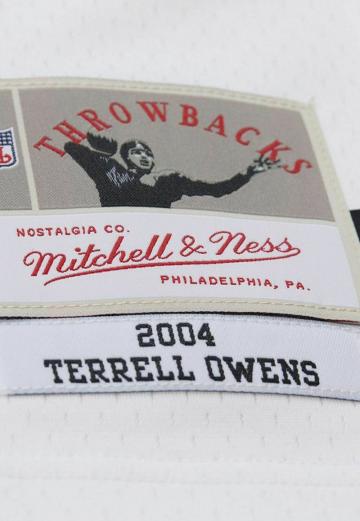 THROWBACKS
NOSTALGIA CO.
Mitchell & Ness
PHILADELPHIA, PA.
2004
TERRELL OWENS